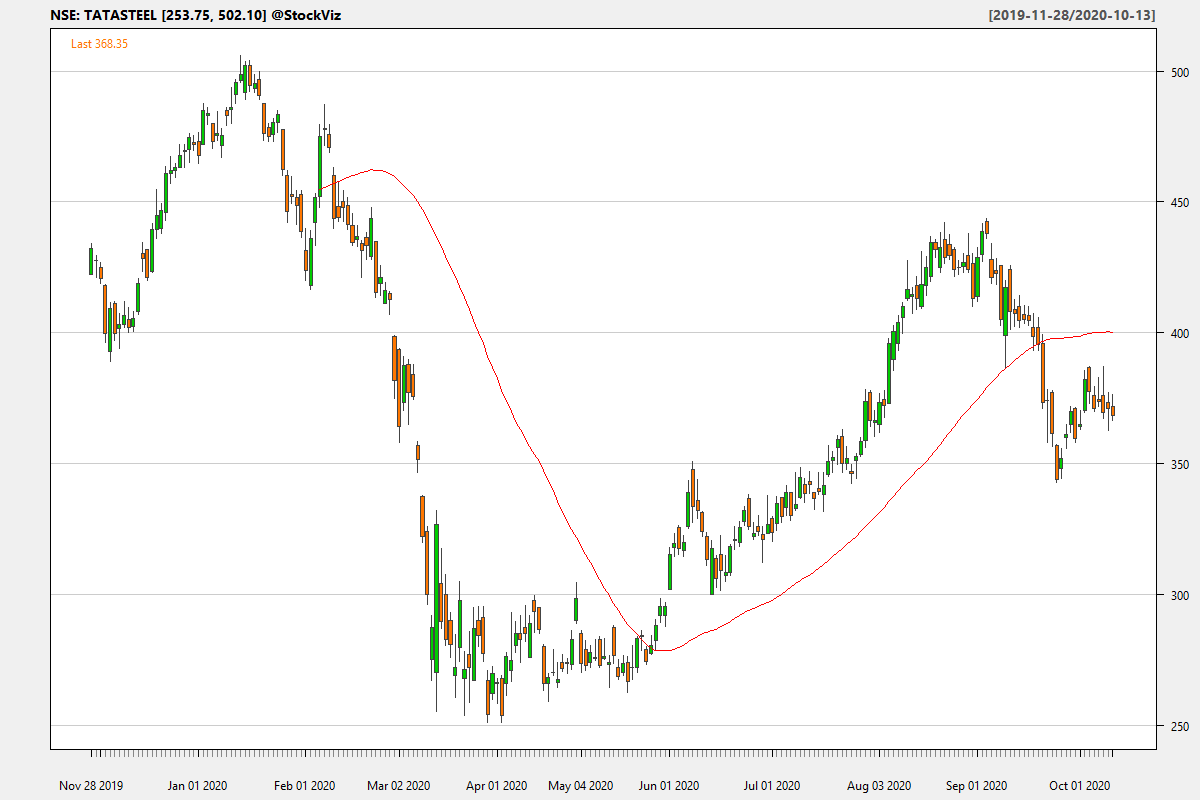 NSE: TATASTEEL [253.75, 502.10] @StockViz
[2019-11-28/2020-10-13]
Last 368.35
500
450
400
350
300
250
Nov 28 2019
Jan 01 2020
Feb 01 2020
Mar 02 2020
Apr 01 2020
May 04 2020
Jun 01 2020
Jul 01 2020
Aug 03 2020
Sep 01 2020
Oct 01 2020